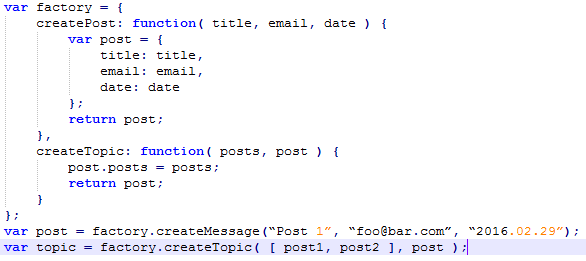 var factory = {
    createPost: function( title, email, date ) {
        var post = {
            title: title,
            email: email,
            date: date
        };
        return post;
    },
    createTopic: function( posts, post ) {
        post.posts = posts;
        return post;
    }
};
var post = factory.createMessage(“Post 1”, “foo@bar.com”, “2016.02.29”);
var topic = factory.createTopic( [ post1, post2 ], post );